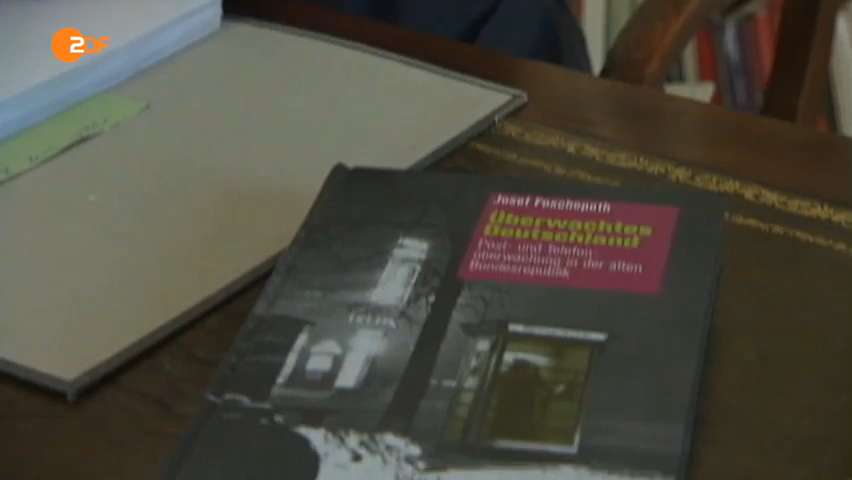 2DF
Josef Foschepoth
Überwachtes
Deutschland
Post- und Telefon-
überwachung in der alten
Bundesrepublik